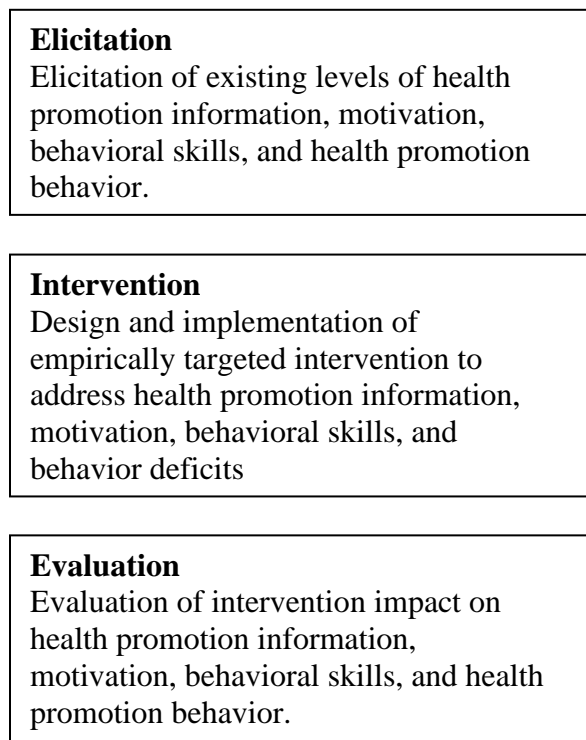 Elicitation
Elicitation of existing levels of health
promotion information, motivation,
behavioral skills, and health promotion
behavior.
Intervention
Design and implementation of
empirically targeted intervention to
address health promotion information,
motivation, behavioral skills, and
behavior deficits
Evaluation
Evaluation of intervention impact on
health promotion information,
motivation, behavioral skills, and health
promotion behavior.